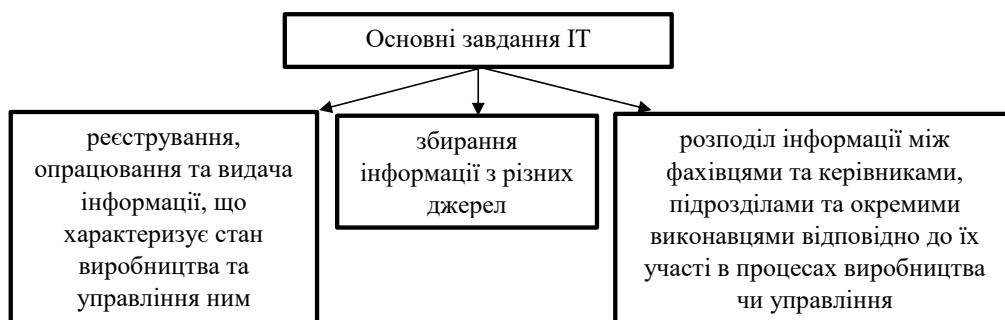 Основні завдання ІТ
реєстрування,
опрацювання та видача
інформації, що
характеризує стан
виробництва та
управління ним
збирання
інформації з різних
джерел
розподіл інформації між
фахівцями та керівниками,
підрозділами та окремими
виконавцями відповідно до їх
участі в процесах виробництва
чи управління